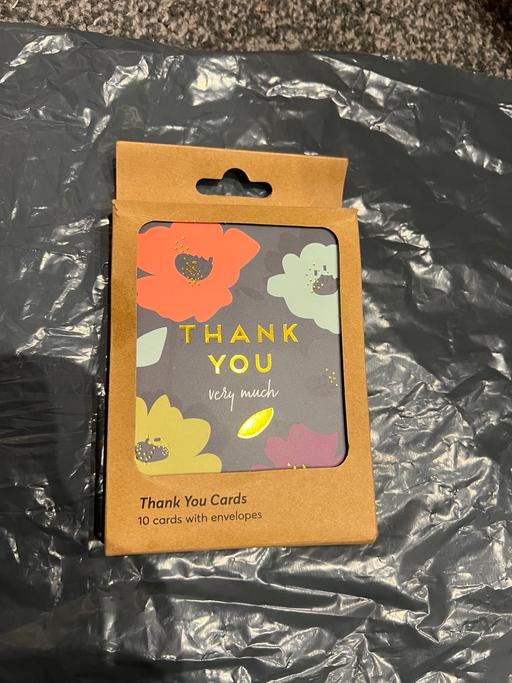 THANK
YOU
very much
Thank You Cards
10 cards with envelopes